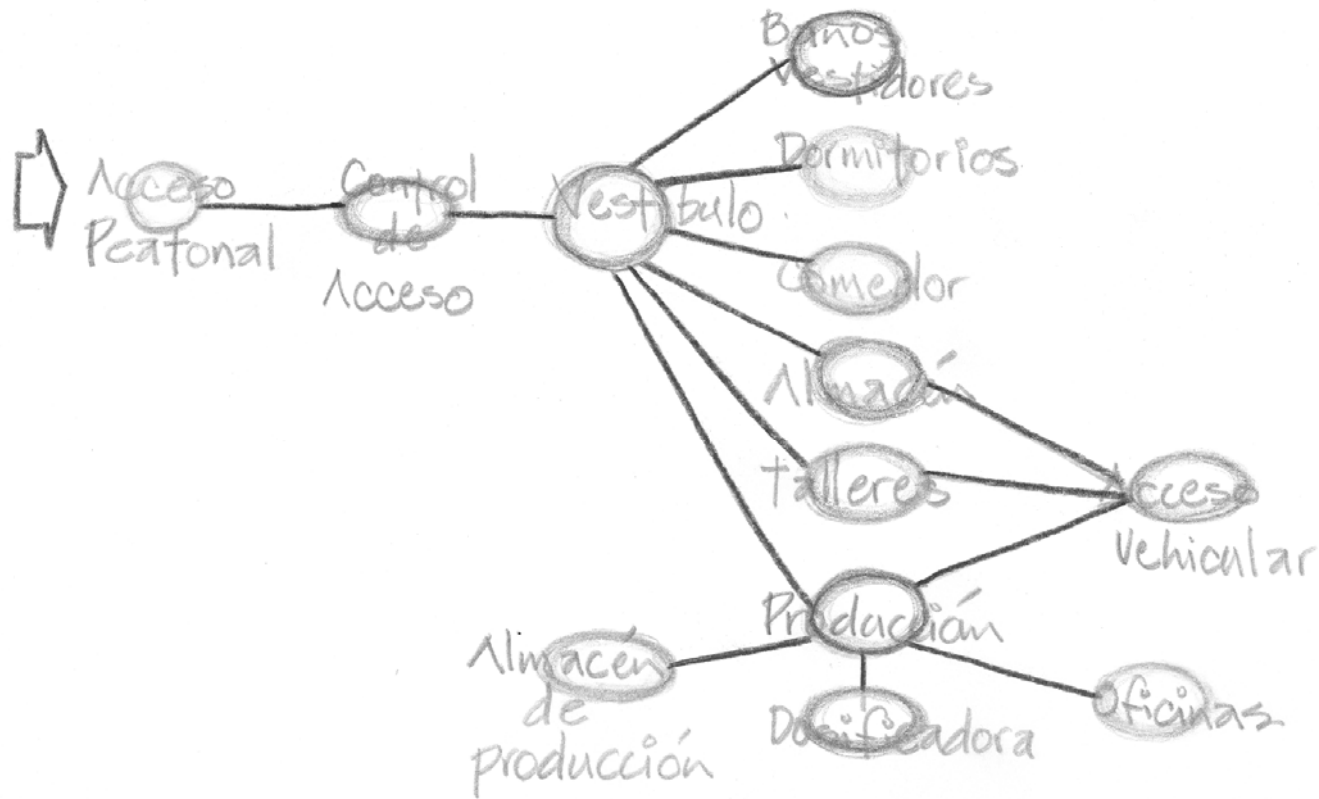 Baños
Vestidores
Acceso
Peatonal
Control
de
Acceso
Vestíbulo
Dormitorios
Comedor
Almacén
Talleres
Acceso
Vehicular
Producción
Almacén
de
producción
Dosificadora
Oficinas